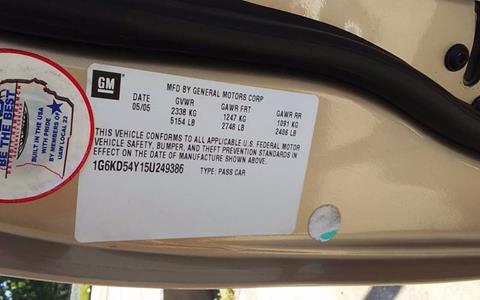 BE THE BEST
BUILT IN THE USA
WITH PRIDE
BY MEMBERS OF
UAW LOCAL 22
GM
MFD BY GENERAL MOTORS CORP
DATE GVWR GAWR FRT GAWR RR
05/05 2338 KG 1247 KG 1091 KG
5154 LB 2748 LB 2406 LB
THIS VEHICLE CONFORMS TO ALL APPLICABLE U.S. FEDERAL MOTOR
VEHICLE SAFETY, BUMPER, AND THEFT PREVENTION STANDARDS IN
EFFECT ON THE DATE OF MANUFACTURE SHOWN ABOVE.
1G6KD54Y15U249386 TYPE: PASS CAR